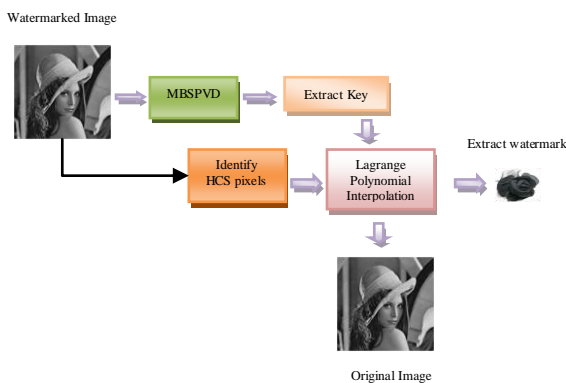 Watermarked Image
MBSPVD
Extract Key
Extract watermark
Identify
HCS pixels
Lagrange
Polynomial
Interpolation
Original Image